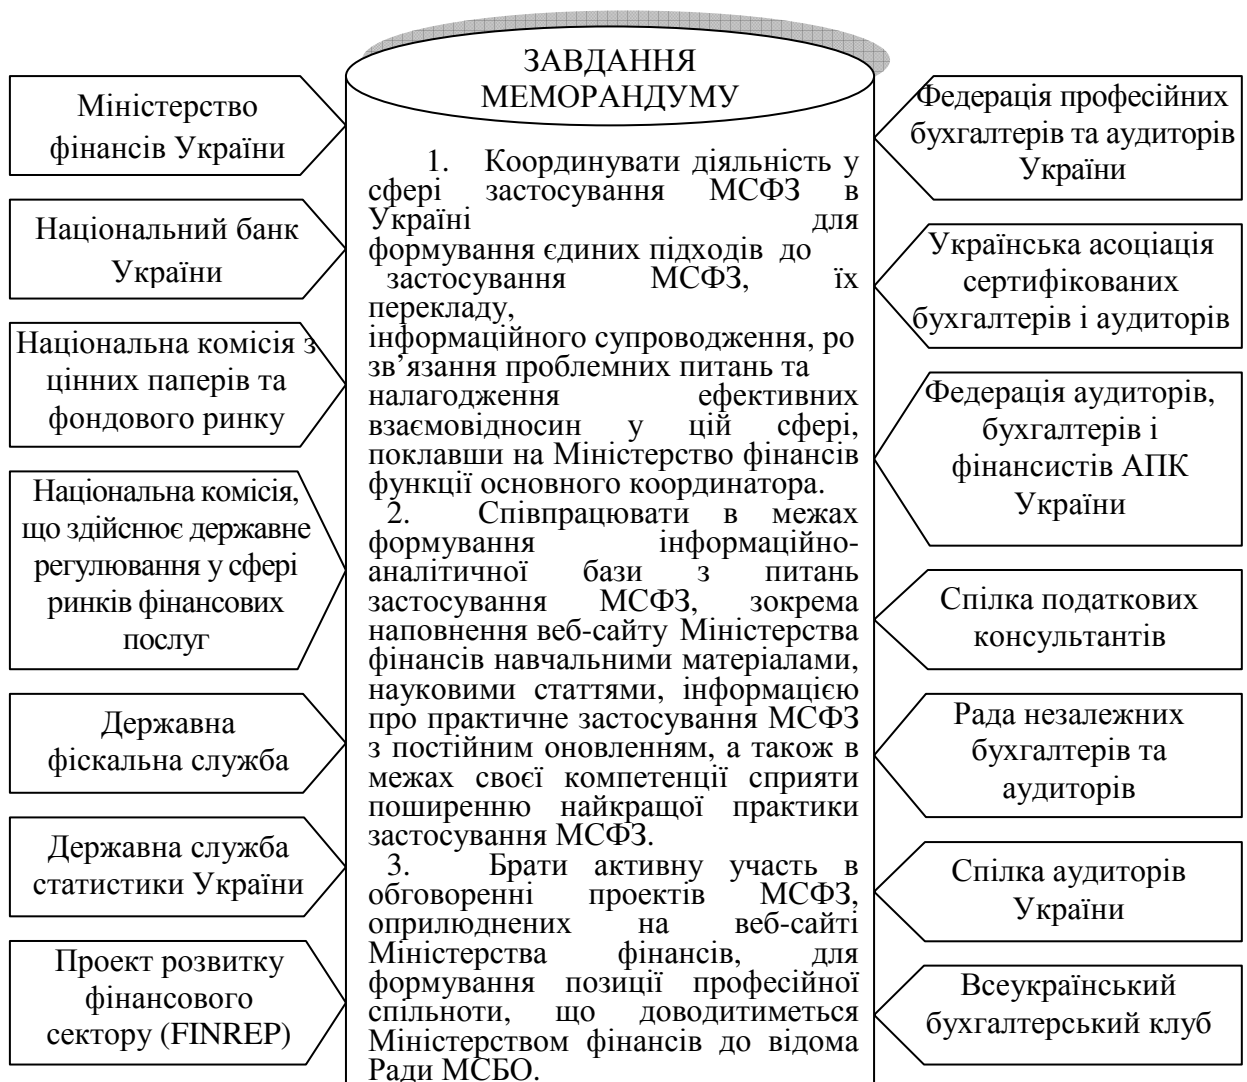 ЗАВДАННЯ
МЕМОРАНДУМУ
Міністерство
фінансів України
Національний банк
України
Національна комісія з
цінних паперів та
фондового ринку
Національна комісія,
що здійснює державне
регулювання у сфері
ринків фінансових
послуг
Державна
фіскальна служба
Державна служба
статистики України
Проект розвитку
фінансового
сектору (FINREP)
1. Координувати діяльність у
сфері застосування МСФЗ в
Україні для
формування єдиних підходів до
застосування МСФЗ, їх
перекладу,
інформаційного супроводження, ро
зв’язання проблемних питань та
налагодження ефективних
взаємовідносин у цій сфері,
поклавши на Міністерство фінансів
функції основного координатора.
2. Співпрацювати в межах
формування інформаційно-
аналітичної бази з питань
застосування МСФЗ, зокрема
наповнення веб-сайту Міністерства
фінансів навчальними матеріалами,
науковими статтями, інформацією
про практичне застосування МСФЗ
з постійним оновленням, а також в
межах своєї компетенції сприяти
поширенню найкращої практики
застосування МСФЗ.
3. Брати активну участь в
обговоренні проектів МСФЗ,
оприлюднених на веб-сайті
Міністерства фінансів, для
формування позиції професійної
спільноти, що доводитиметься
Міністерством фінансів до відома
Ради МСБО.
Федерація професійних
бухгалтерів та аудиторів
України
Українська асоціація
сертифікованих
бухгалтерів і аудиторів
Федерація аудиторів,
бухгалтерів і
фінансистів АПК
України
Спілка податкових
консультантів
Рада незалежних
бухгалтерів та
аудиторів
Спілка аудиторів
України
Всеукраїнський
бухгалтерський клуб